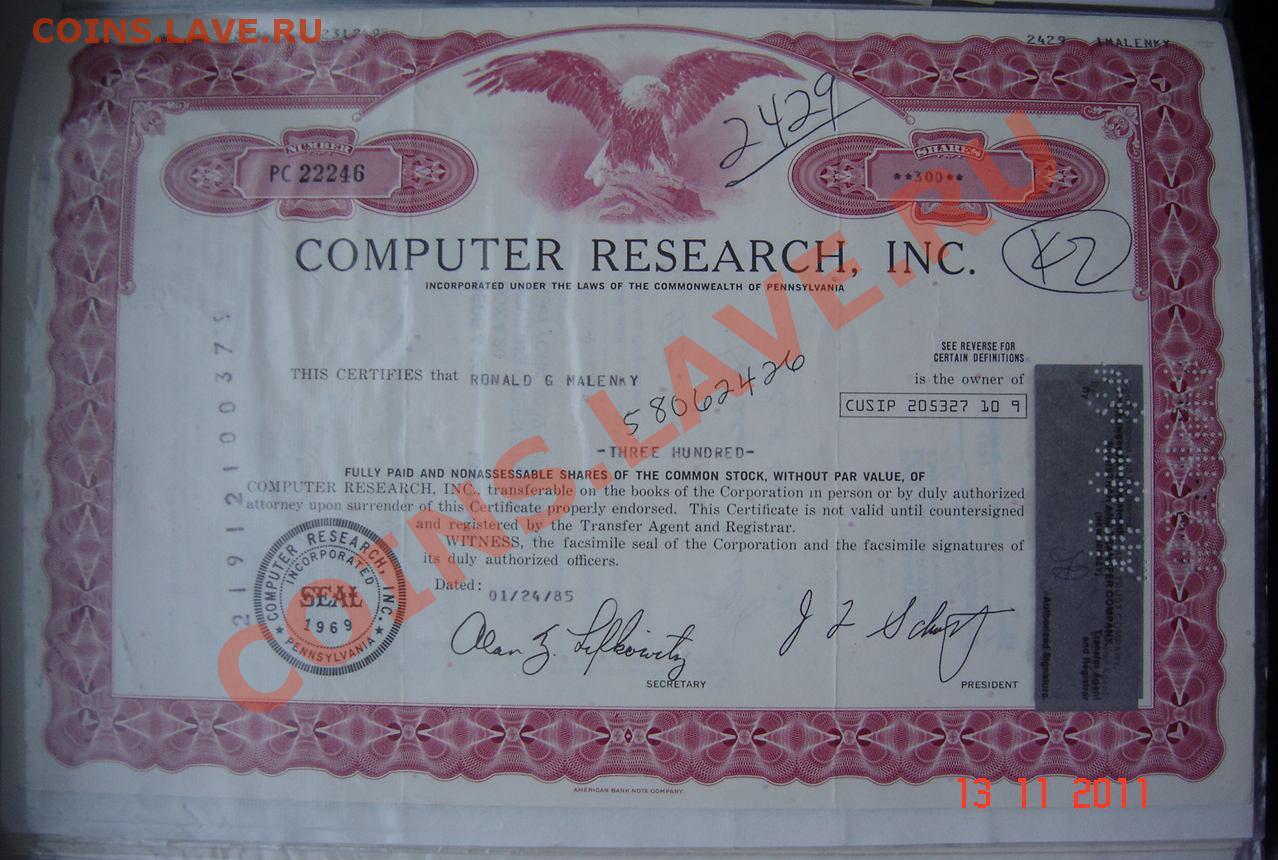 COINS.LAVE.RU
2429 1MALENKY
NUMBER
PC 22246
2429
SHARES
**300**
COMPUTER RESEARCH, INC.
INCORPORATED UNDER THE LAWS OF THE COMMONWEALTH OF PENNSYLVANIA
SEE REVERSE FOR
CERTAIN DEFINITIONS
THIS CERTIFIES that RONALD G MALENKY
is the owner of
CUSIP 205327 10 9
58062426
-THREE HUNDRED-
FULLY PAID AND NONASSESSABLE SHARES OF THE COMMON STOCK, WITHOUT PAR VALUE, OF
COMPUTER RESEARCH, INC., transferable on the books of the Corporation in person or by duly authorized
attorney upon surrender of this Certificate properly endorsed. This Certificate is not valid until countersigned
and registered by the Transfer Agent and Registrar.
WITNESS, the facsimile seal of the Corporation and the facsimile signatures of
its duly authorized officers.
Dated: 01/24/85
COMPUTER RESEARCH, INC.
INCORPORATED
SEAL
1969
PENNSYLVANIA
SECRETARY
PRESIDENT
Transfer Agent
and Registrar
Authorized Signature.
AMERICAN BANK NOTE COMPANY.
COINS.LAVE.RU
13 11 2011